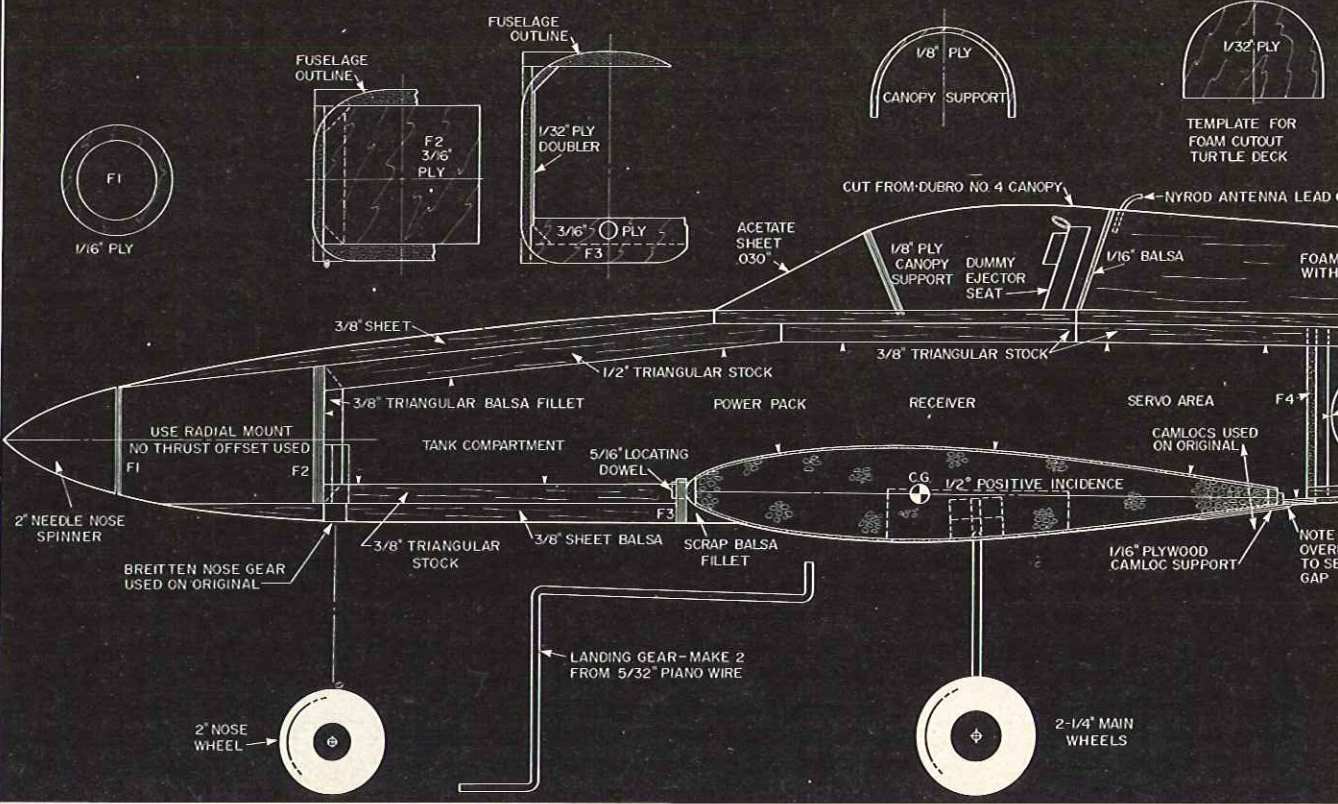 FUSELAGE
OUTLINE
F1
1/16" PLY
FUSELAGE
OUTLINE
F2
3/16"
PLY
1/32" PLY
DOUBLER
3/16" PLY
F3
1/8" PLY
CANOPY SUPPORT
1/32" PLY
TEMPLATE FOR
FOAM CUTOUT
TURTLE DECK
CUT FROM DUBRO NO. 4 CANOPY
NYROD ANTENNA LEAD
ACETATE
SHEET
.030"
1/8" PLY
CANOPY
SUPPORT
DUMMY
EJECTOR
SEAT
1/16" BALSA
FOAM
WITH
3/8" SHEET
1/2" TRIANGULAR STOCK
3/8" TRIANGULAR STOCK
3/8" TRIANGULAR BALSA FILLET
POWER PACK
RECEIVER
SERVO AREA
F4
USE RADIAL MOUNT
NO THRUST OFFSET USED
F1
F2
TANK COMPARTMENT
5/16" LOCATING
DOWEL
CAMLOCS USED
ON ORIGINAL
C.G.
1/2° POSITIVE INCIDENCE
F3
2" NEEDLE NOSE
SPINNER
BREITTEN NOSE GEAR
USED ON ORIGINAL
3/8" TRIANGULAR
STOCK
3/8" SHEET BALSA
SCRAP BALSA
FILLET
1/16" PLYWOOD
CAMLOC SUPPORT
NOTE
TO
GAP
LANDING GEAR-MAKE 2
FROM 5/32" PIANO WIRE
2" NOSE
WHEEL
2-1/4" MAIN
WHEELS